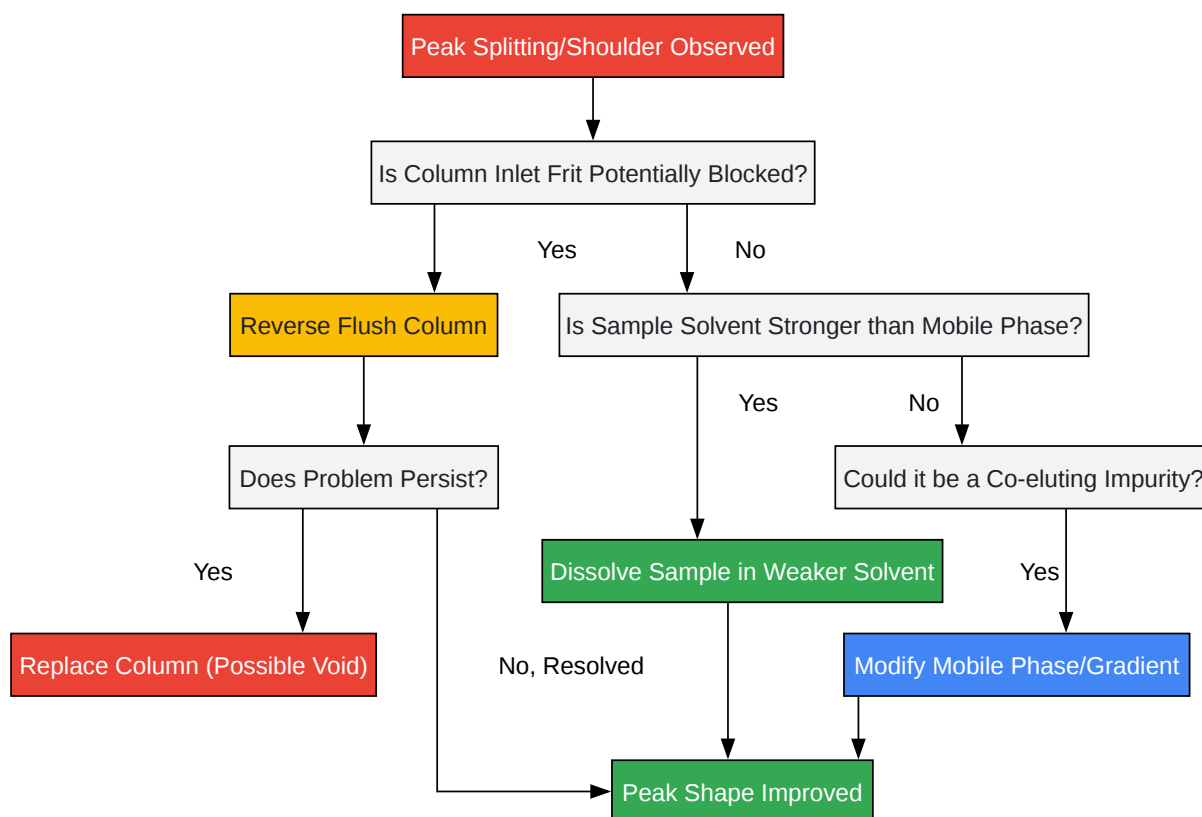 Peak Splitting/Shoulder Observed
Is Column Inlet Frit Potentially Blocked?
Yes
No
Reverse Flush Column
Is Sample Solvent Stronger than Mobile Phase?
Yes
No
Does Problem Persist?
Could it be a Co-eluting Impurity?
Yes
Dissolve Sample in Weaker Solvent
Yes
Replace Column (Possible Void)
No, Resolved
Modify Mobile Phase/Gradient
Peak Shape Improved